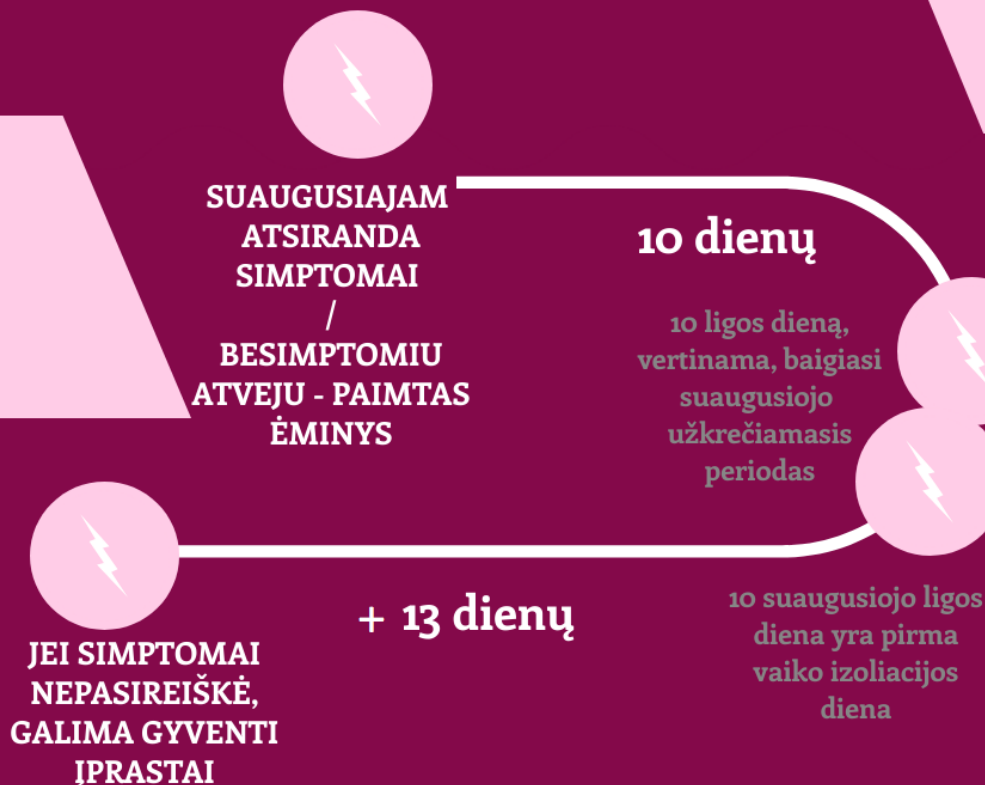 SUAUGUSIAJAM
ATSIRANDA
SIMPTOMAI
/
BESIMPTOMIU
ATVEJU - PAIMTAS
ĖMINYS
10 dienų
10 ligos dieną,
vertinama, baigiasi
suaugusiojo
užkrečiamasis
periodas
10 suaugusiojo ligos
diena yra pirma
vaiko izoliacijos
diena
+ 13 dienų
JEI SIMPTOMAI
NEPASIREIŠKĖ,
GALIMA GYVENTI
ĮPRASTAI